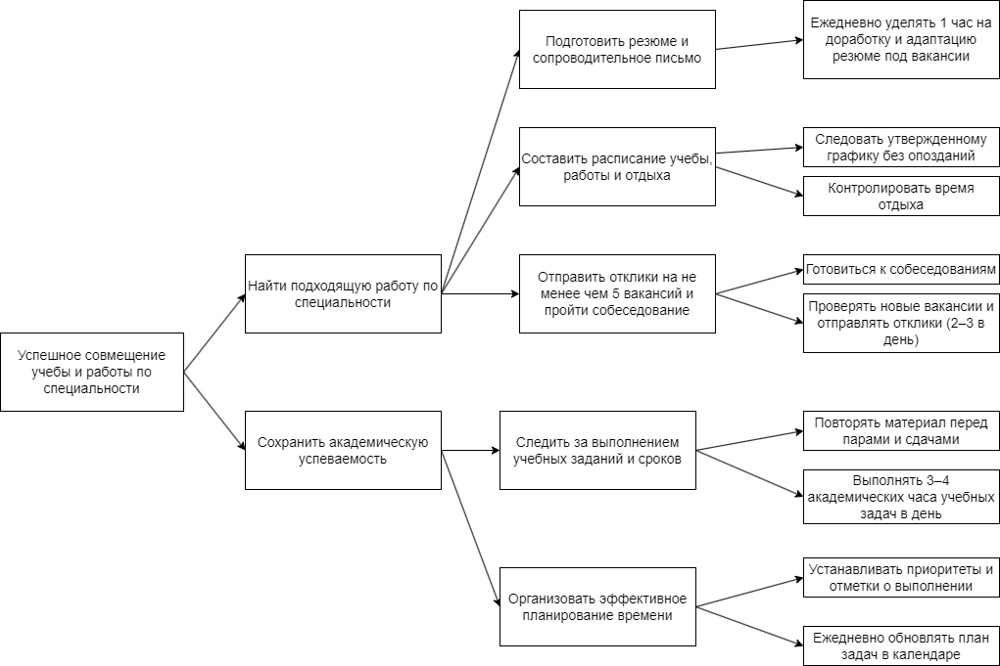 Успешное совмещение
учебы и работы по
специальности
Найти подходящую работу по
специальности
Подготовить резюме и
сопроводительное письмо
Ежедневно уделять 1 час на
доработку и адаптацию
резюме под вакансии
Составить расписание учебы,
работы и отдыха
Следовать утвержденному
графику без опозданий
Контролировать время
отдыха
Отправить отклики на не
менее чем 5 вакансий и
пройти собеседование
Готовиться к собеседованиям
Проверять новые вакансии и
отправлять отклики (2–3 в
день)
Сохранить академическую
успеваемость
Следить за выполнением
учебных заданий и сроков
Повторять материал перед
парами и сдачами
Выполнять 3–4
академических часа учебных
задач в день
Организовать эффективное
планирование времени
Устанавливать приоритеты и
отметки о выполнении
Ежедневно обновлять план
задач в календаре